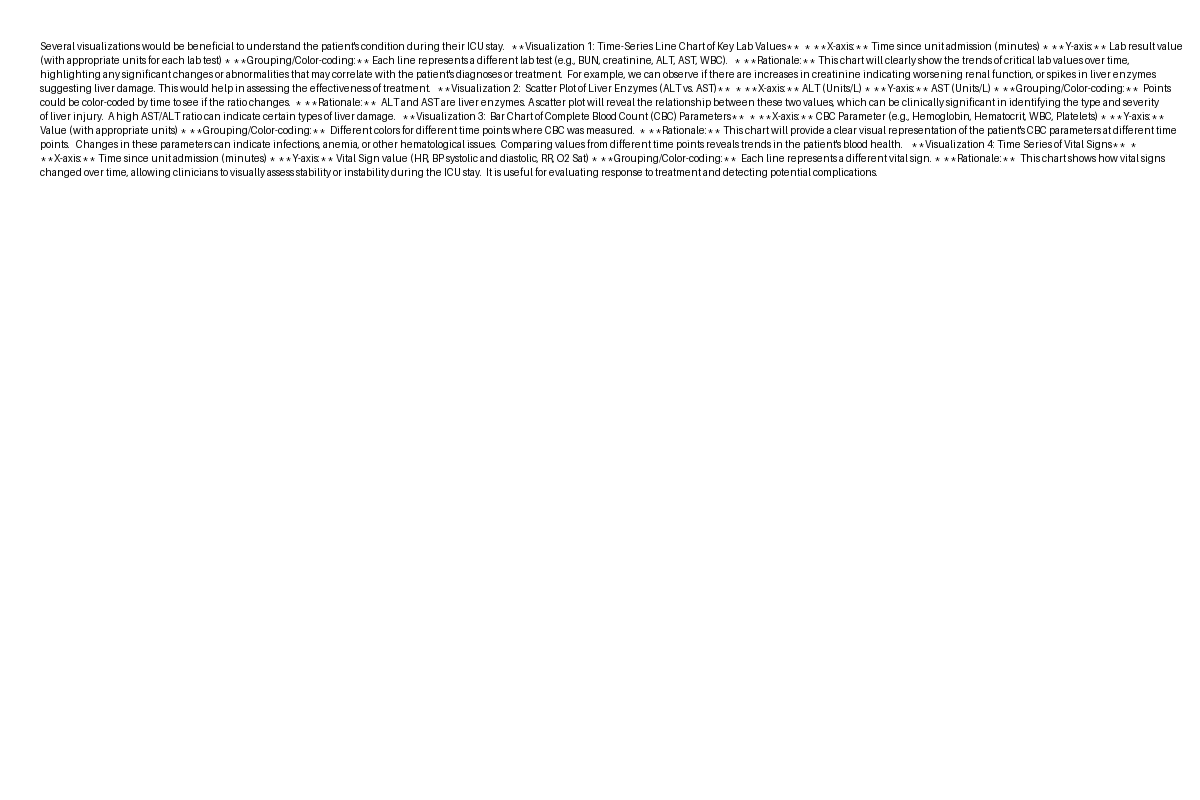 Several visualizations would be beneficial to understand the patient's condition during their ICU stay.   **Visualization 1: Time-Series Line Chart of Key Lab Values**  * **X-axis:** Time since unit admission (minutes) * **Y-axis:** Lab result value
(with appropriate units for each lab test) * **Grouping/Color-coding:** Each line represents a different lab test (e.g., BUN, creatinine, ALT, AST, WBC).   * **Rationale:** This chart will clearly show the trends of critical lab values over time,
highlighting any significant changes or abnormalities that may correlate with the patient's diagnoses or treatment.  For example, we can observe if there are increases in creatinine indicating worsening renal function, or spikes in liver enzymes
suggesting liver damage. This would help in assessing the effectiveness of treatment.   **Visualization 2:  Scatter Plot of Liver Enzymes (ALT vs. AST)**  * **X-axis:** ALT (Units/L) * **Y-axis:** AST (Units/L) * **Grouping/Color-coding:**  Points
could be color-coded by time to see if the ratio changes.  * **Rationale:**  ALT and AST are liver enzymes. A scatter plot will reveal the relationship between these two values, which can be clinically significant in identifying the type and severity
of liver injury.  A high AST/ALT ratio can indicate certain types of liver damage.   **Visualization 3:  Bar Chart of Complete Blood Count (CBC) Parameters**  * **X-axis:** CBC Parameter (e.g., Hemoglobin, Hematocrit, WBC, Platelets) * **Y-axis:**
Value (with appropriate units) * **Grouping/Color-coding:**  Different colors for different time points where CBC was measured.  * **Rationale:** This chart will provide a clear visual representation of the patient's CBC parameters at different time
points.  Changes in these parameters can indicate infections, anemia, or other hematological issues.  Comparing values from different time points reveals trends in the patient's blood health.   **Visualization 4: Time Series of Vital Signs**  *
**X-axis:** Time since unit admission (minutes) * **Y-axis:** Vital Sign value (HR, BP systolic and diastolic, RR, O2 Sat) * **Grouping/Color-coding:**  Each line represents a different vital sign. * **Rationale:**  This chart shows how vital signs
changed over time, allowing clinicians to visually assess stability or instability during the ICU stay.  It is useful for evaluating response to treatment and detecting potential complications.